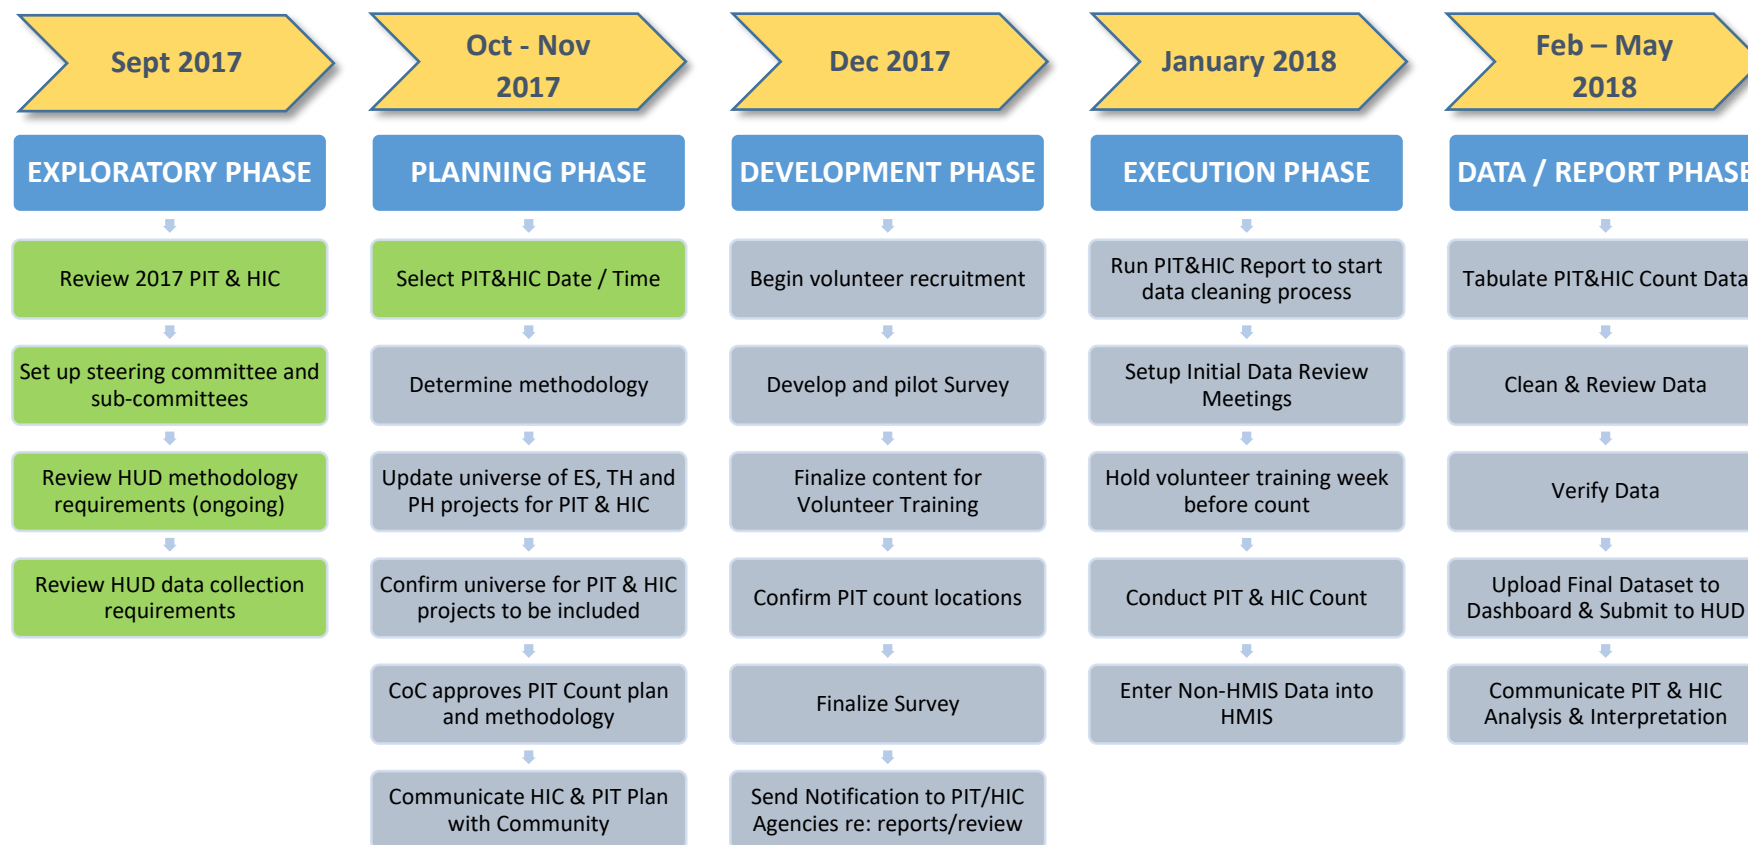 Sept 2017
Oct - Nov
2017
Dec 2017
January 2018
Feb – May
2018
EXPLORATORY PHASE
PLANNING PHASE
DEVELOPMENT PHASE
EXECUTION PHASE
DATA / REPORT PHASE
Review 2017 PIT & HIC
Set up steering committee and
sub-committees
Review HUD methodology
requirements (ongoing)
Review HUD data collection
requirements
Select PIT&HIC Date / Time
Determine methodology
Update universe of ES, TH and
PH projects for PIT & HIC
Confirm universe for PIT & HIC
projects to be included
CoC approves PIT Count plan
and methodology
Communicate HIC & PIT Plan
with Community
Begin volunteer recruitment
Develop and pilot Survey
Finalize content for
Volunteer Training
Confirm PIT count locations
Finalize Survey
Send Notification to PIT/HIC
Agencies re: reports/review
Run PIT&HIC Report to start
data cleaning process
Setup Initial Data Review
Meetings
Hold volunteer training week
before count
Conduct PIT & HIC Count
Enter Non-HMIS Data into
HMIS
Tabulate PIT&HIC Count Data
Clean & Review Data
Verify Data
Upload Final Dataset to
Dashboard & Submit to HUD
Communicate PIT & HIC
Analysis & Interpretation